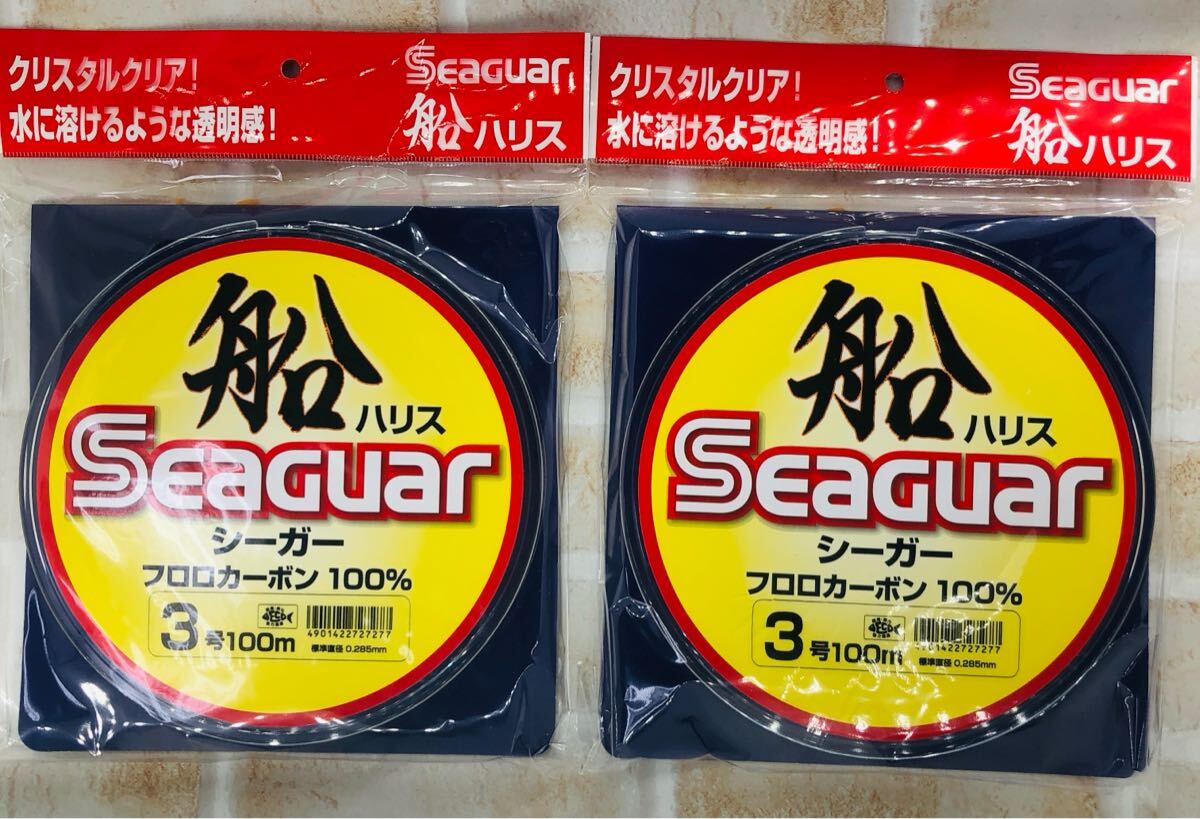 クリスタルクリア!
水に溶けるような透明感!
Seaguar
船ハリス
船
ハリス
Seaguar
シーガー
フロロカーボン 100%
3号100m
4901422727277
標準直径 0.285mm
クリスタルクリア!
水に溶けるような透明感!
Seaguar
船ハリス
船
ハリス
Seaguar
シーガー
フロロカーボン 100%
3号100m
4901422727277
標準直径 0.285mm